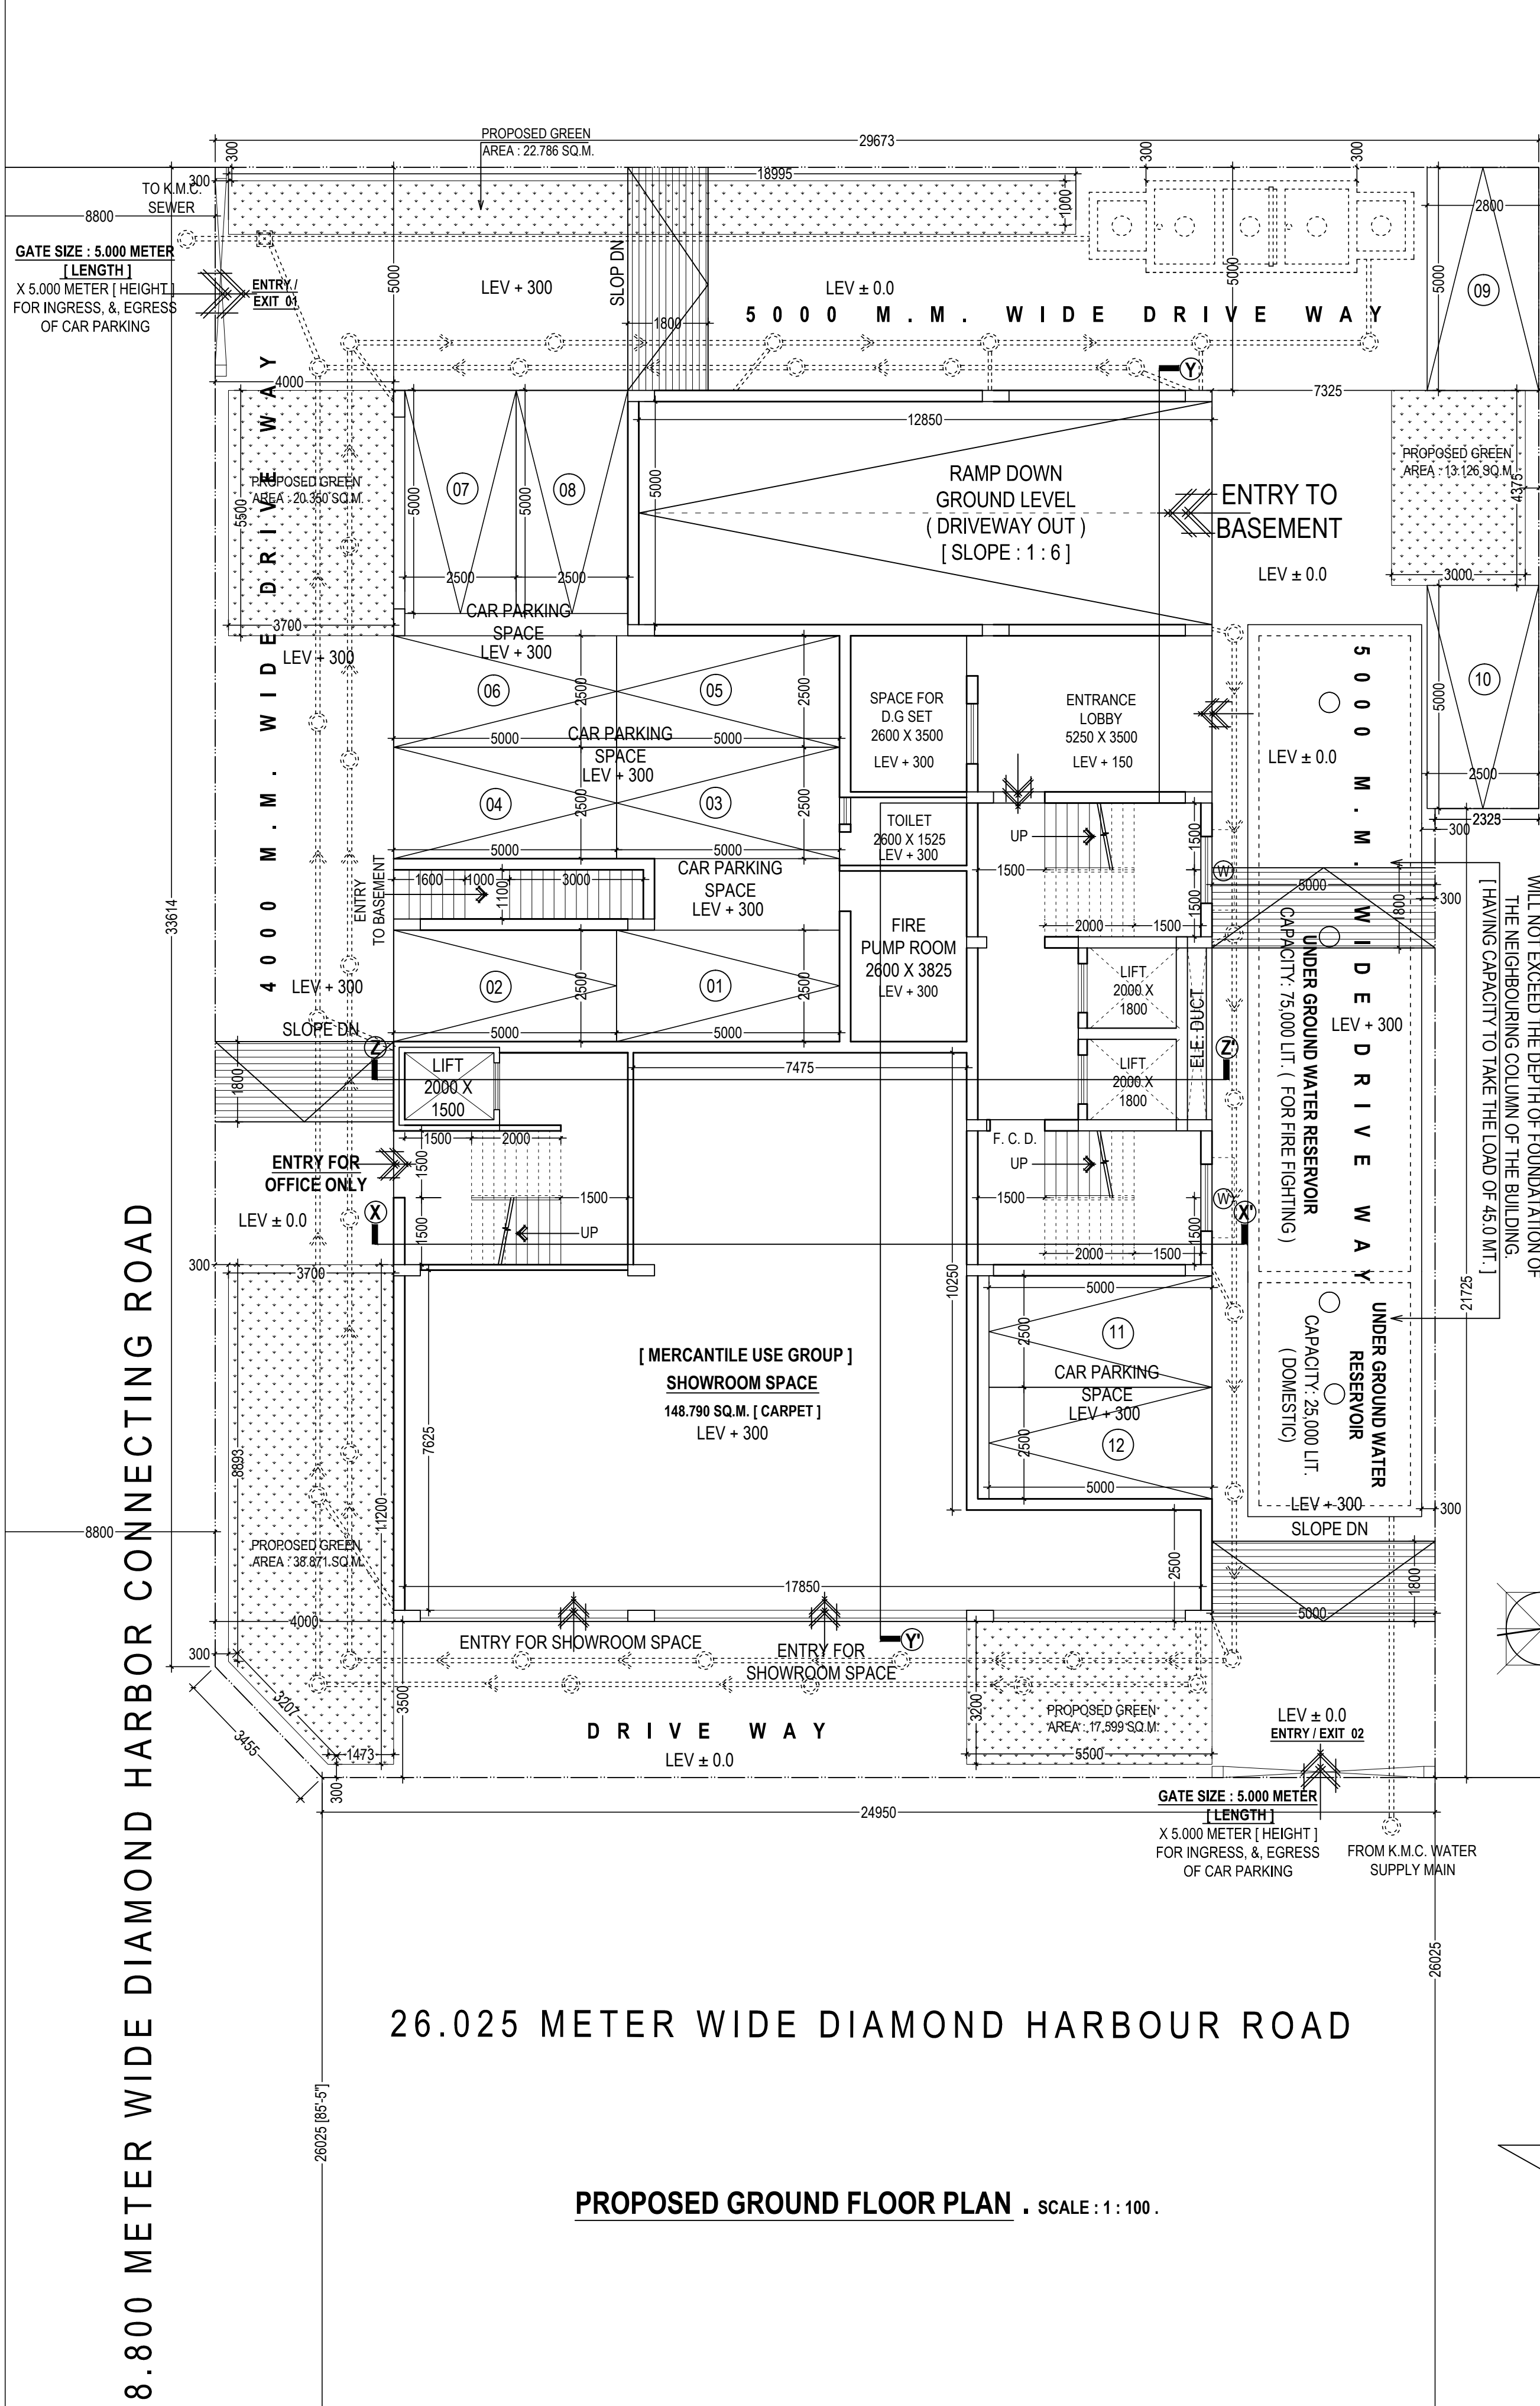 29673
PROPOSED GREEN
AREA : 22.786 SQ.M.
300
300
300
18995
1000
TO K.M.C.
SEWER
300
8800
2800
GATE SIZE : 5.000 METER
[ LENGTH ]
X 5.000 METER [ HEIGHT ]
FOR INGRESS, &, EGRESS
OF CAR PARKING
ENTRY /
EXIT 01
5000
LEV + 300
SLOP DN
LEV ± 0.0
5000
5000
09
1800
5000 M.M. WIDE DRIVE WAY
4000
Y
7325
12850
PROPOSED GREEN
AREA : 20.350 SQ.M.
5500
3700
07
08
5000
5000
2500
2500
5000
RAMP DOWN
GROUND LEVEL
( DRIVEWAY OUT )
[ SLOPE : 1 : 6 ]
ENTRY TO
BASEMENT
LEV ± 0.0
PROPOSED GREEN
AREA : 13.126 SQ.M.
4375
3000
4000 M.M. WIDE DRIVE WAY
CAR PARKING
SPACE
LEV + 300
LEV + 300
06
05
2500
2500
5000
5000
CAR PARKING
SPACE
LEV + 300
04
03
2500
2500
5000
5000
SPACE FOR
D.G SET
2600 X 3500
LEV + 300
ENTRANCE
LOBBY
5250 X 3500
LEV + 150
LEV ± 0.0
5000 M.M. WIDE DRIVE WAY
10
5000
2500
2325
300
TOILET
2600 X 1525
LEV + 300
UP
1500
1500
1500
2000
1500
W
ENTRY
TO BASEMENT
1600
1000
3000
1100
CAR PARKING
SPACE
LEV + 300
33614
5000
1800
300
WILL NOT EXCEED THE DEPTH OF FOUNDATATION OF
THE NEIGHBOURING COLUMN OF THE BUILDING.
[ HAVING CAPACITY TO TAKE THE LOAD OF 45.0 MT. ]
FIRE
PUMP ROOM
2600 X 3825
LEV + 300
LEV + 300
02
01
2500
2500
5000
5000
LIFT
2000 X
1800
LIFT
2000 X
1800
ELE. DUCT
UNDER GROUND WATER RESERVOIR
CAPACITY: 75,000 LIT. ( FOR FIRE FIGHTING )
LEV + 300
SLOPE DN
Z
Z'
1800
LIFT
2000 X
1500
7475
1500
2000
F. C. D.
UP
1500
1500
2000
1500
W
ENTRY FOR
OFFICE ONLY
1500
1500
1500
UP
LEV ± 0.0
X
X'
300
3700
10250
21725
5000
11
2500
CAR PARKING
SPACE
LEV + 300
2500
12
5000
UNDER GROUND WATER
RESERVOIR
CAPACITY: 25,000 LIT.
( DOMESTIC)
[ MERCANTILE USE GROUP ]
SHOWROOM SPACE
148.790 SQ.M. [ CARPET ]
LEV + 300
7625
8893
11200
8800
PROPOSED GREEN
AREA : 38.871 SQ.M.
LEV + 300
SLOPE DN
300
2500
17850
1800
5000
4000
ENTRY FOR SHOWROOM SPACE
ENTRY FOR
SHOWROOM SPACE
Y'
300
3207
3455
1473
300
3500
DRIVE WAY
LEV ± 0.0
3200
PROPOSED GREEN
AREA : 17.599 SQ.M.
5500
LEV ± 0.0
ENTRY / EXIT 02
GATE SIZE : 5.000 METER
[ LENGTH ]
X 5.000 METER [ HEIGHT ]
FOR INGRESS, &, EGRESS
OF CAR PARKING
FROM K.M.C. WATER
SUPPLY MAIN
24950
26025
26.025 METER WIDE DIAMOND HARBOUR ROAD
26025 [85'-5"]
8.800 METER WIDE DIAMOND HARBOR CONNECTING ROAD
PROPOSED GROUND FLOOR PLAN . SCALE : 1 : 100 .